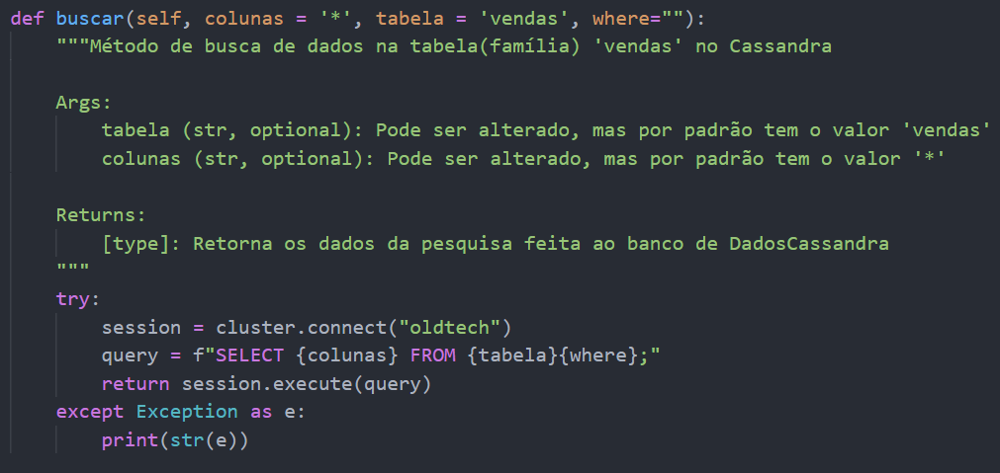 def buscar(self, colunas = '*', tabela = 'vendas', where=""):
    """Método de busca de dados na tabela(família) 'vendas' no Cassandra

    Args:
        tabela (str, optional): Pode ser alterado, mas por padrão tem o valor 'vendas'
        colunas (str, optional): Pode ser alterado, mas por padrão tem o valor '*'

    Returns:
        [type]: Retorna os dados da pesquisa feita ao banco de DadosCassandra
    """
    try:
        session = cluster.connect("oldtech")
        query = f"SELECT {colunas} FROM {tabela}{where};"
        return session.execute(query)
    except Exception as e:
        print(str(e))